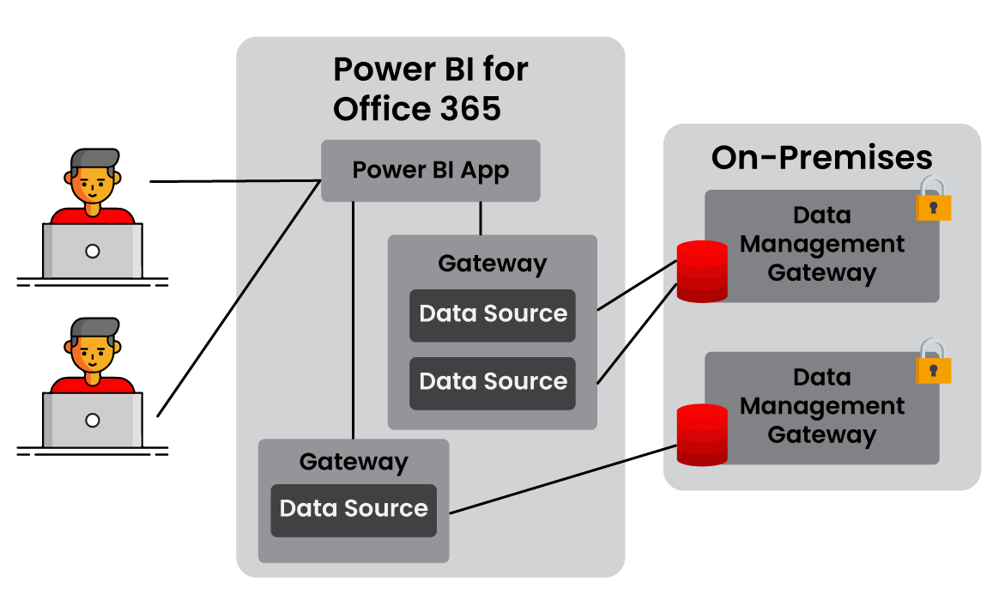 Power BI for
Office 365
Power BI App
Gateway
Data Source
Data Source
Gateway
Data Source
On-Premises
Data
Management
Gateway
Data
Management
Gateway